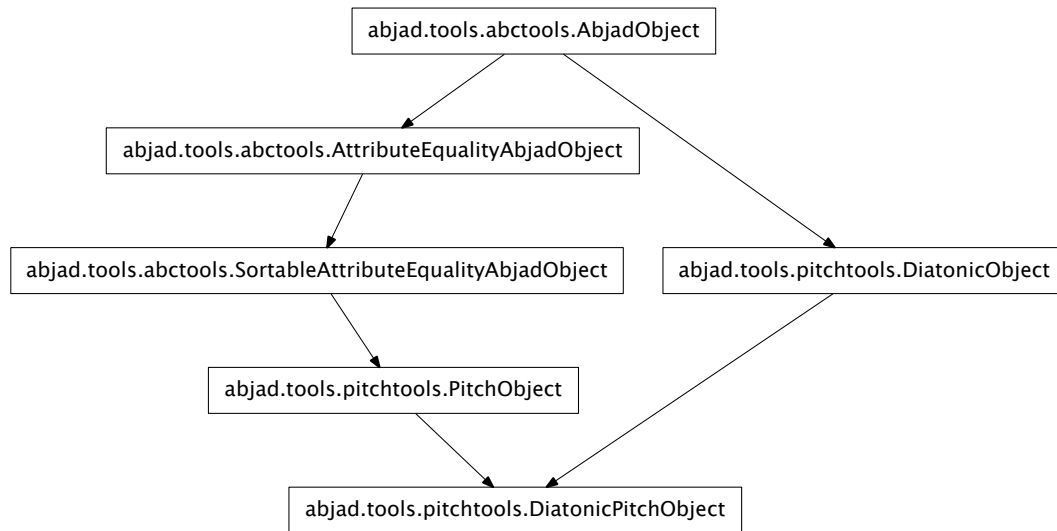 abjad.tools.abctools.AbjadObject
abjad.tools.abctools.AttributeEqualityAbjadObject
abjad.tools.abctools.SortableAttributeEqualityAbjadObject
abjad.tools.pitchtools.DiatonicObject
abjad.tools.pitchtools.PitchObject
abjad.tools.pitchtools.DiatonicPitchObject